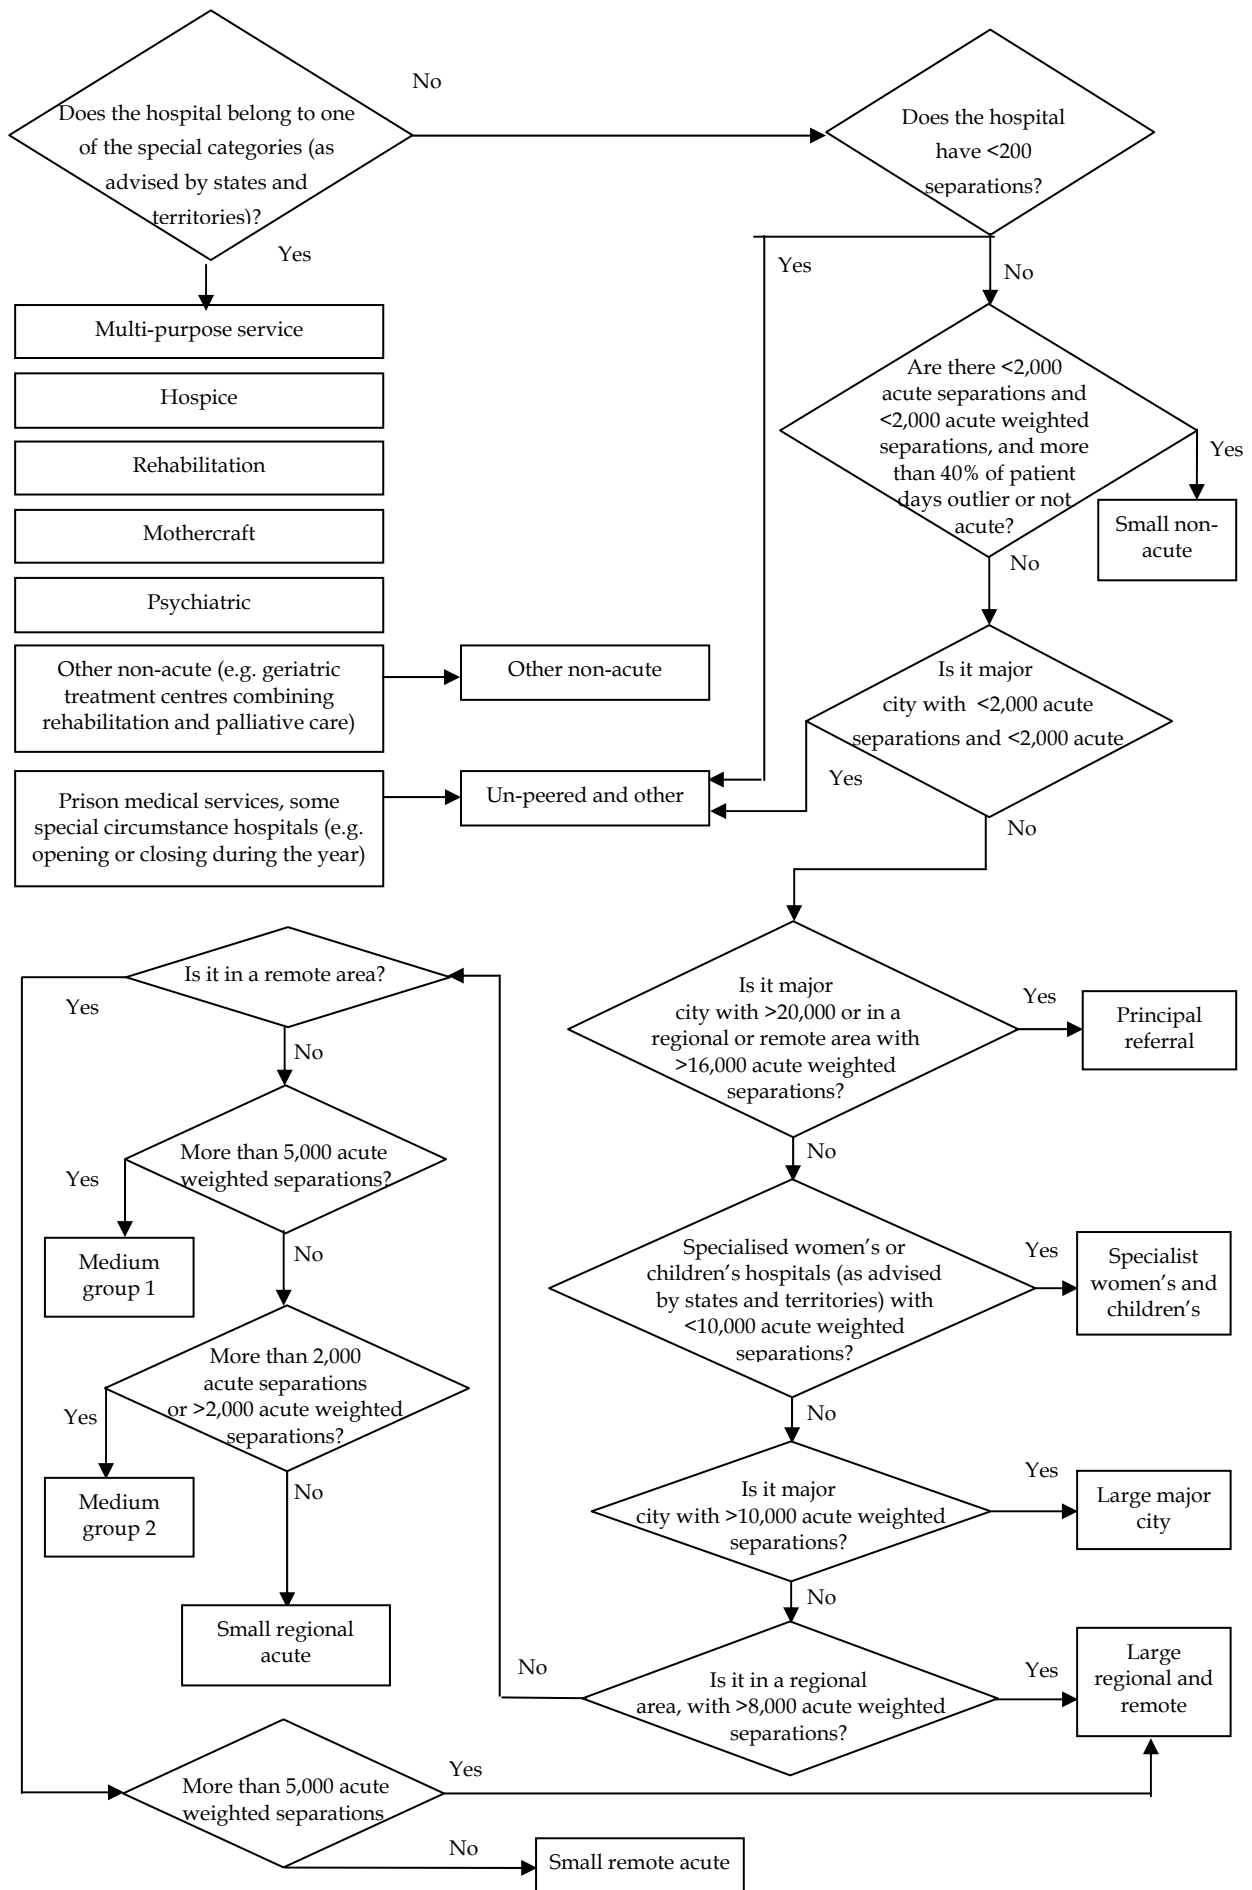 No
Does the hospital belong to one
of the special categories (as
advised by states and
territories)?
Yes
Does the hospital
have <200
separations?
Yes
No
Multi-purpose service
Hospice
Rehabilitation
Mothercraft
Psychiatric
Other non-acute (e.g. geriatric
treatment centres combining
rehabilitation and palliative care)
Other non-acute
Prison medical services, some
special circumstance hospitals (e.g.
opening or closing during the year)
Un-peered and other
Are there <2,000
acute separations and
<2,000 acute weighted
separations, and more
than 40% of patient
days outlier or not
acute?
Yes
Small non-
acute
No
Is it major
city with <2,000 acute
separations and <2,000 acute
Yes
No
Is it major
city with >20,000 or in a
regional or remote area with
>16,000 acute weighted
separations?
Yes
Principal
referral
No
Specialised women’s or
children’s hospitals (as advised
by states and territories) with
<10,000 acute weighted
separations?
Yes
Specialist
women’s and
children’s
No
Is it major
city with >10,000 acute weighted
separations?
Yes
Large major
city
No
Is it in a regional
area, with >8,000 acute weighted
separations?
Yes
Large
regional and
remote
No
Is it in a remote area?
Yes
No
More than 5,000 acute
weighted separations?
Yes
Medium
group 1
No
More than 2,000
acute separations
or >2,000 acute weighted
separations?
Yes
Medium
group 2
No
Small regional
acute
More than 5,000 acute
weighted separations
Yes
No
Small remote acute